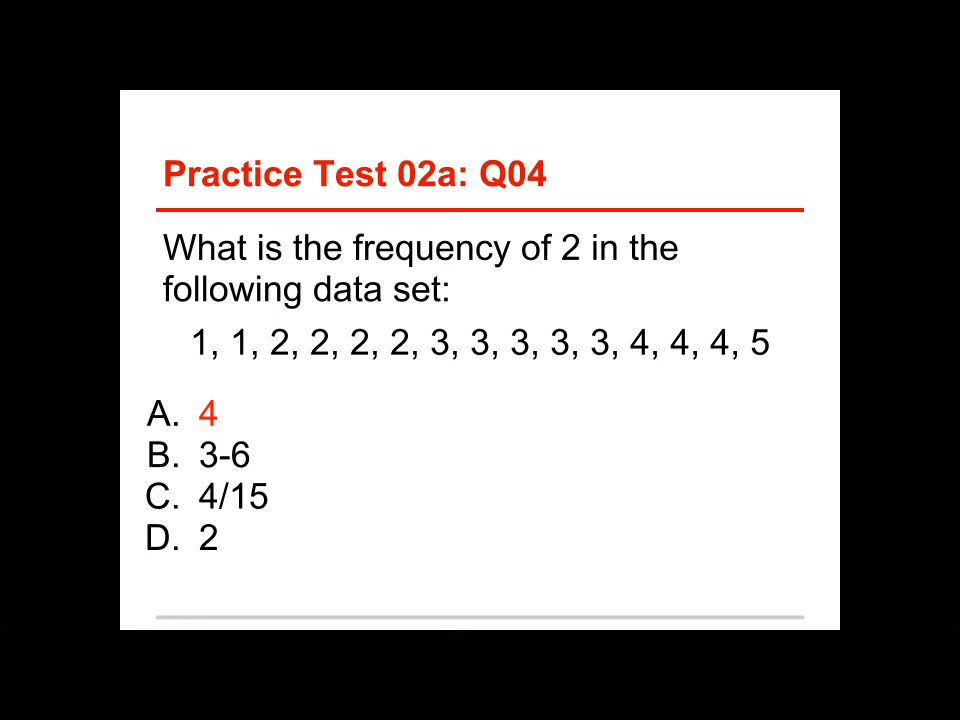 Practice Test 02a: Q04
What is the frequency of 2 in the
following data set:
1, 1, 2, 2, 2, 2, 3, 3, 3, 3, 3, 4, 4, 4, 5
A. 4
B. 3-6
C. 4/15
D. 2